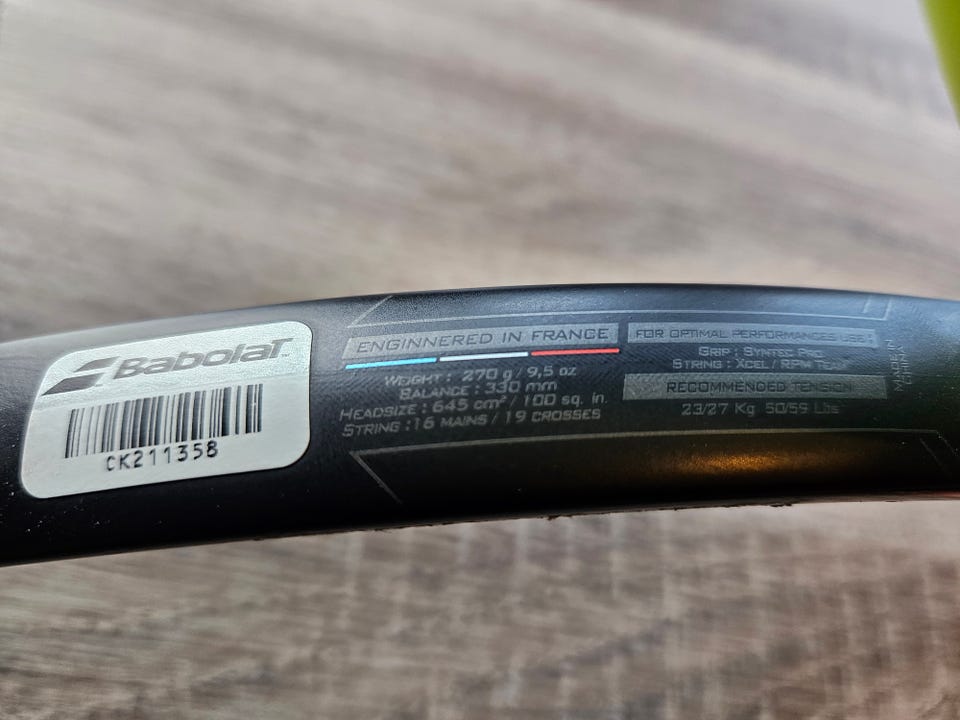 BabolaT
CK211358
ENGINNERED IN FRANCE
WEIGHT : 270 g / 9,5 oz
BALANCE : 330 mm
HEADSIZE : 645 cm² / 100 sq. in.
STRING : 16 MAINS / 19 CROSSES
FOR OPTIMAL PERFORMANCES USE :
GRIP : SYNTEC PRO
STRING : XCEL / RPM TEAM
RECOMMENDED TENSION
23/27 Kg 50/59 Lbs
MADE IN
CHINA